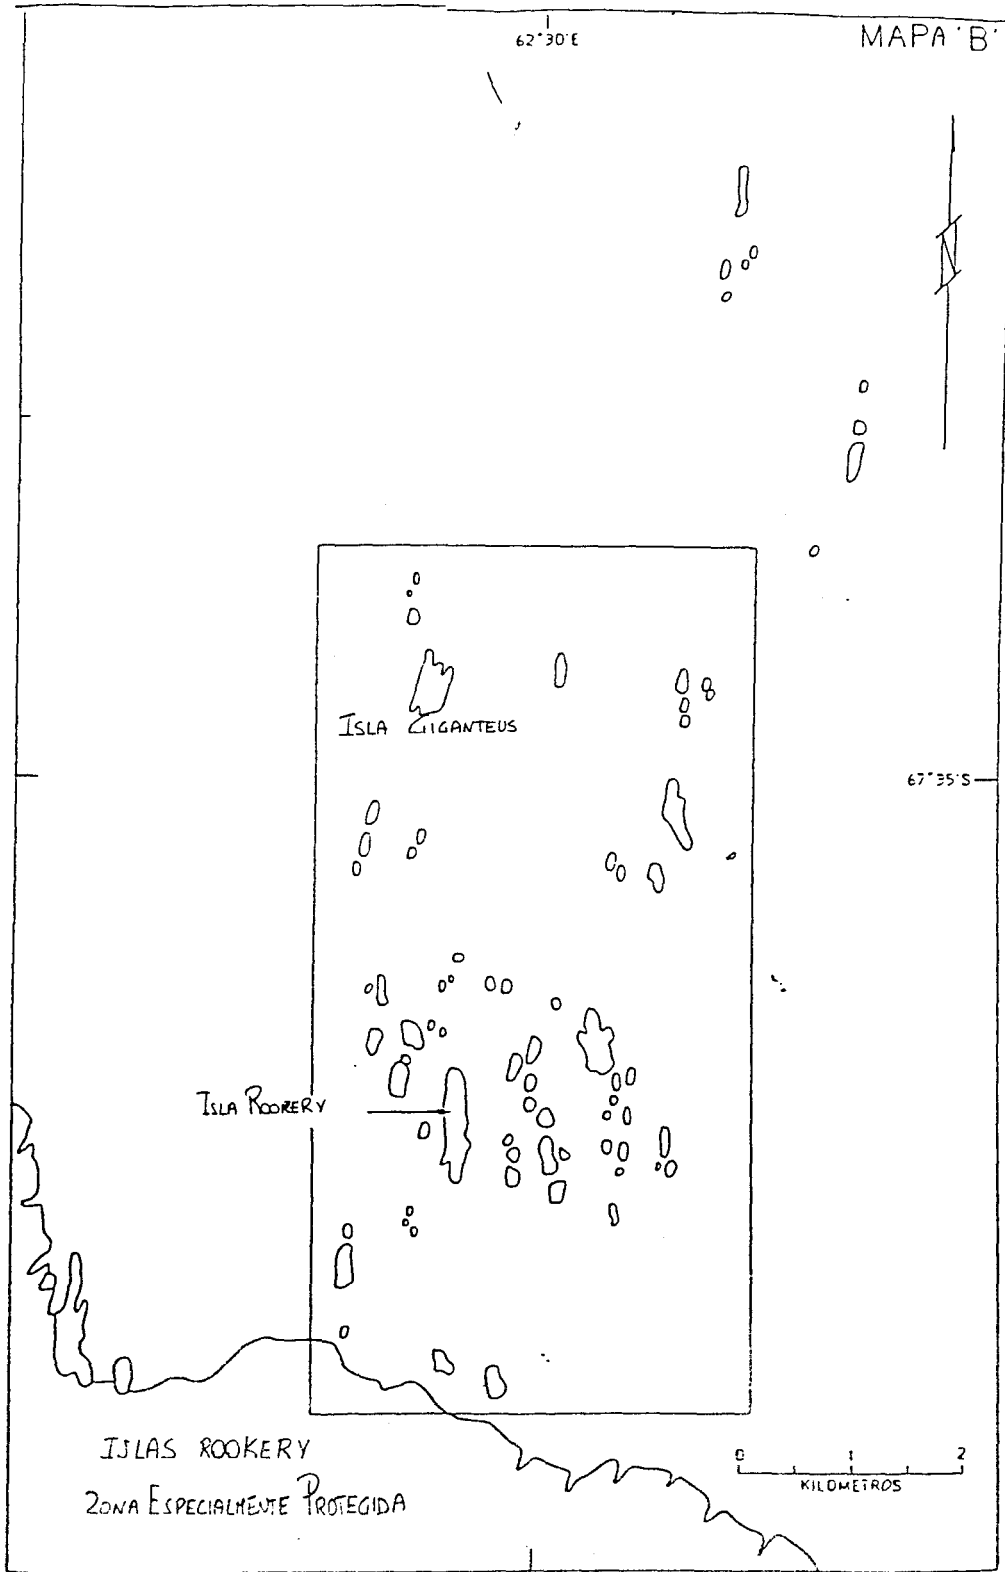 62°30'E
MAPA 'B'
ISLA GIGANTEUS
67°35'S
ISLA ROOKERY
ISLAS ROOKERY
ZONA ESPECIALMENTE PROTEGIDA
0 1 2
KILOMETROS
N